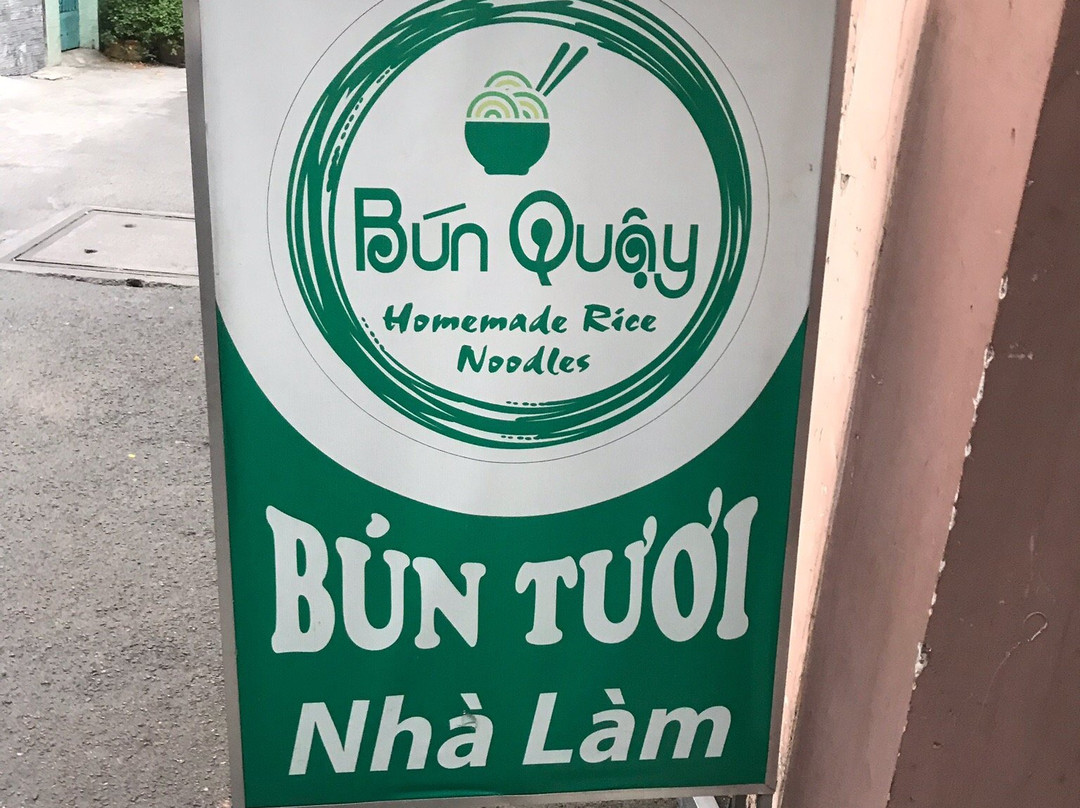 Bún Quậy
Homemade Rice
Noodles
BÚN TƯƠI
Nhà Làm